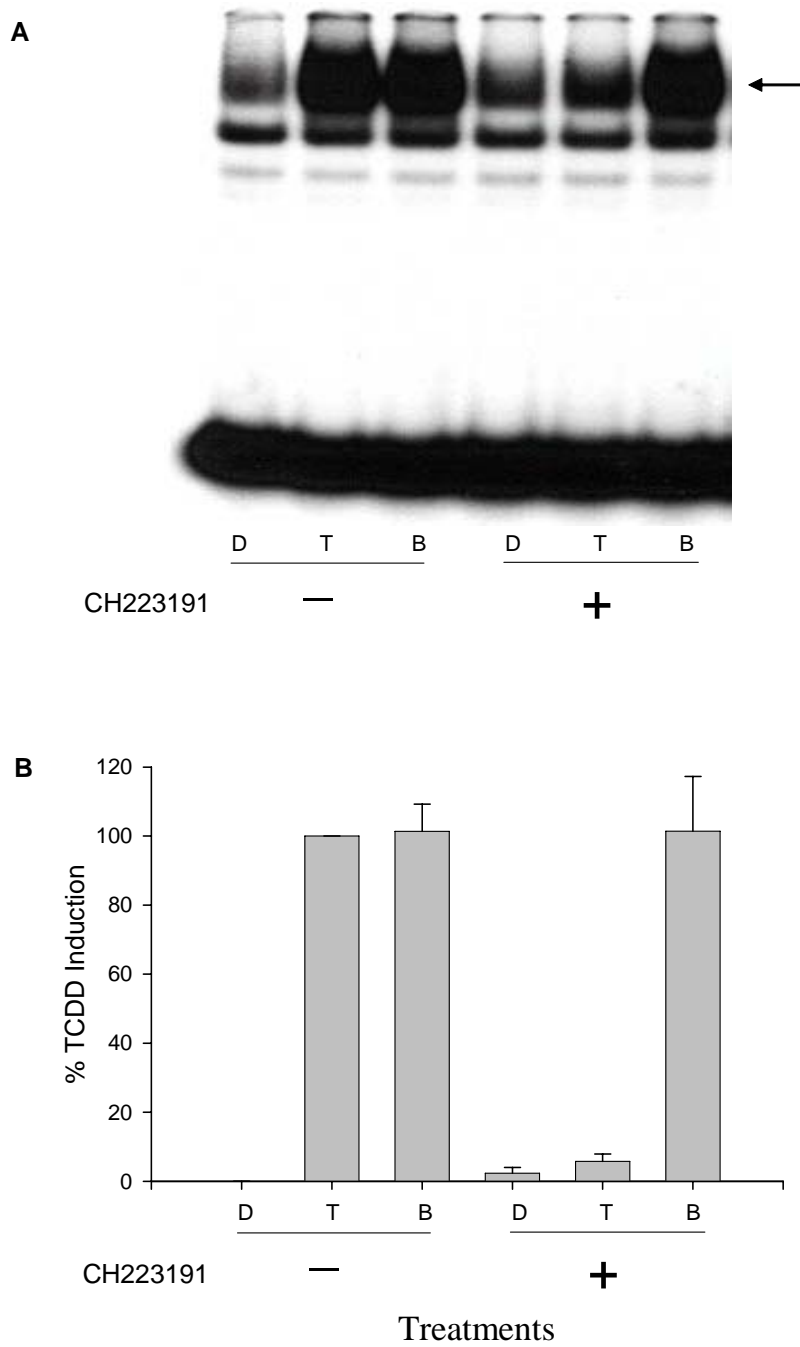 A
D T B D T B
CH223191 — +
B
120
100
80
60
40
20
0
% TCDD Induction
D T B D T B
CH223191 — +
Treatments